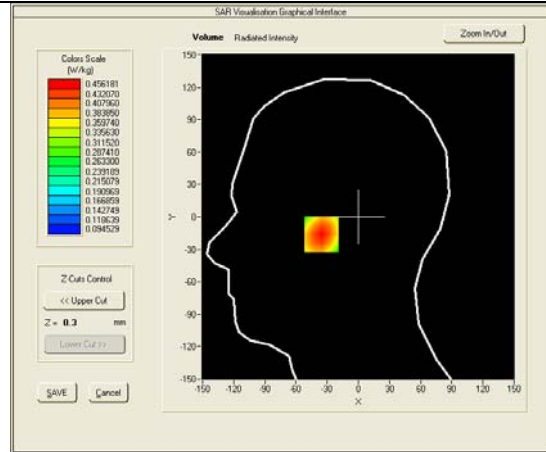 SAR Visualisation Graphical Interface
Volume Radiated Intensity
Zoom In/Out
Colors Scale
(W/kg)
0.456181
0.432070
0.407960
0.383850
0.359740
0.335630
0.311520
0.287410
0.263300
0.239189
0.215079
0.190969
0.166859
0.142749
0.118639
0.094529
Z-Cuts Control
<< Upper Cut
Z = 0.3 mm
Lower Cut >>
SAVE Cancel
150
120
90
60
30
0
-30
-60
-90
-120
-150
Y
-150 -120 -90 -60 -30 0 30 60 90 120 150
X